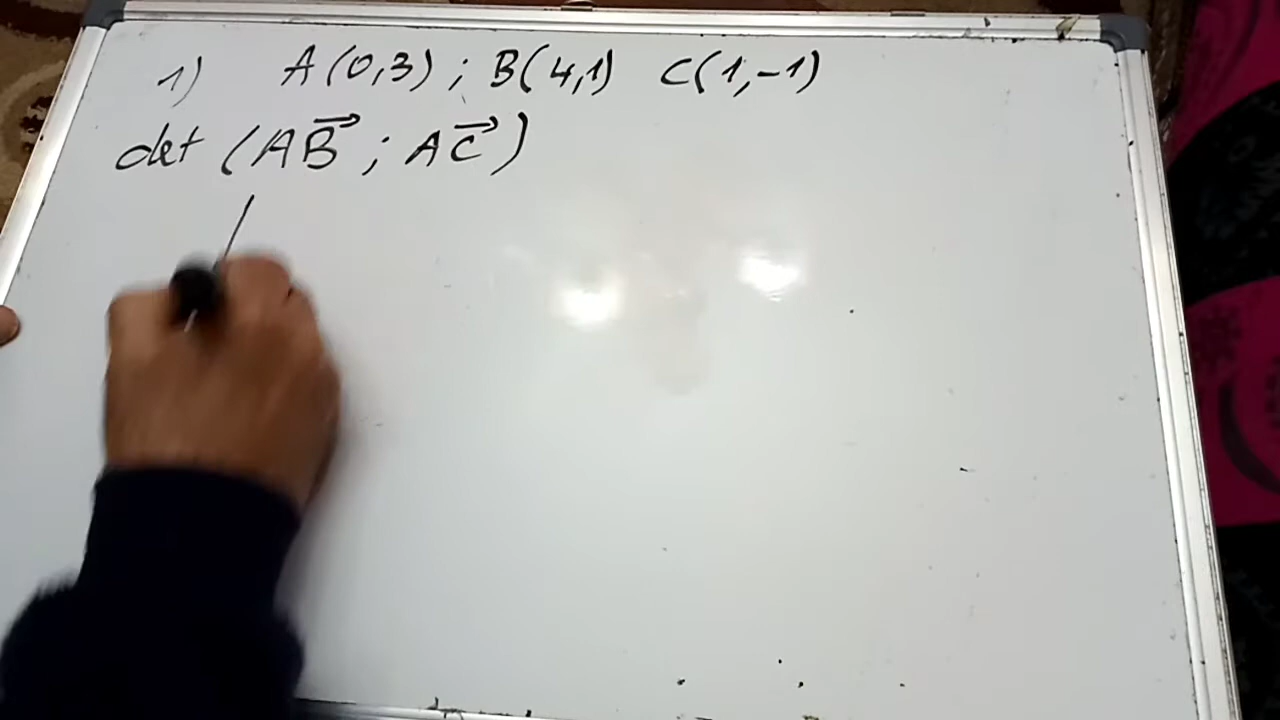 1) A(0,3) ; B(4,1) C(1,-1)
det (AB⃗ ; AC⃗)